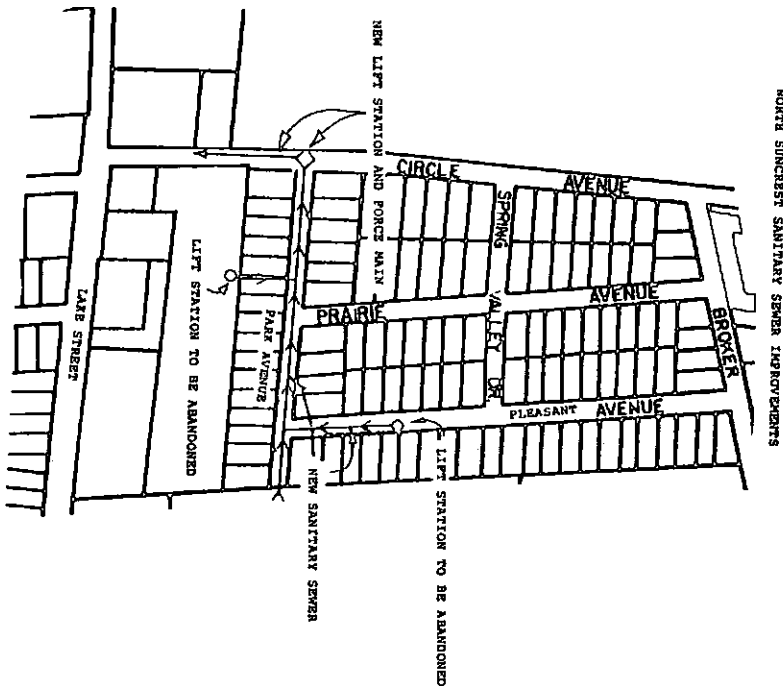 NORTH SUNCREST SANITARY SEWER IMPROVEMENTS
NEW LIFT STATION AND FORCE MAIN
CIRCLE AVENUE
SPRING VALLEY DR
BROKER
PRAIRIE AVENUE
PLEASANT AVENUE
PARK AVENUE
LAKE STREET
LIFT STATION TO BE ABANDONED
LIFT STATION TO BE ABANDONED
NEW SANITARY SEWER